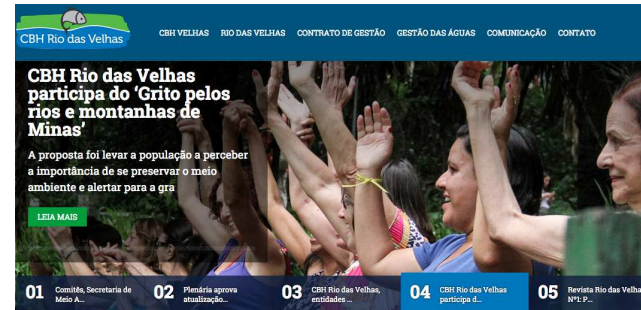 CBH Rio das Velhas
CBH VELHAS RIO DAS VELHAS CONTRATO DE GESTÃO GESTÃO DAS ÁGUAS COMUNICAÇÃO CONTATO
CBH Rio das Velhas
participa do ‘Grito pelos
rios e montanhas de
Minas’
A proposta foi levar a população a perceber
a importância de se preservar o meio
ambiente e alertar para a gra
LEIA MAIS
01 Comitês, Secretaria de
Meio A...
02 Plenária aprova
atualização...
03 CBH Rio das Velhas,
entidades ...
04 CBH Rio das Velhas
participa d...
05 Revista Rio das Velha
Nº1: P...